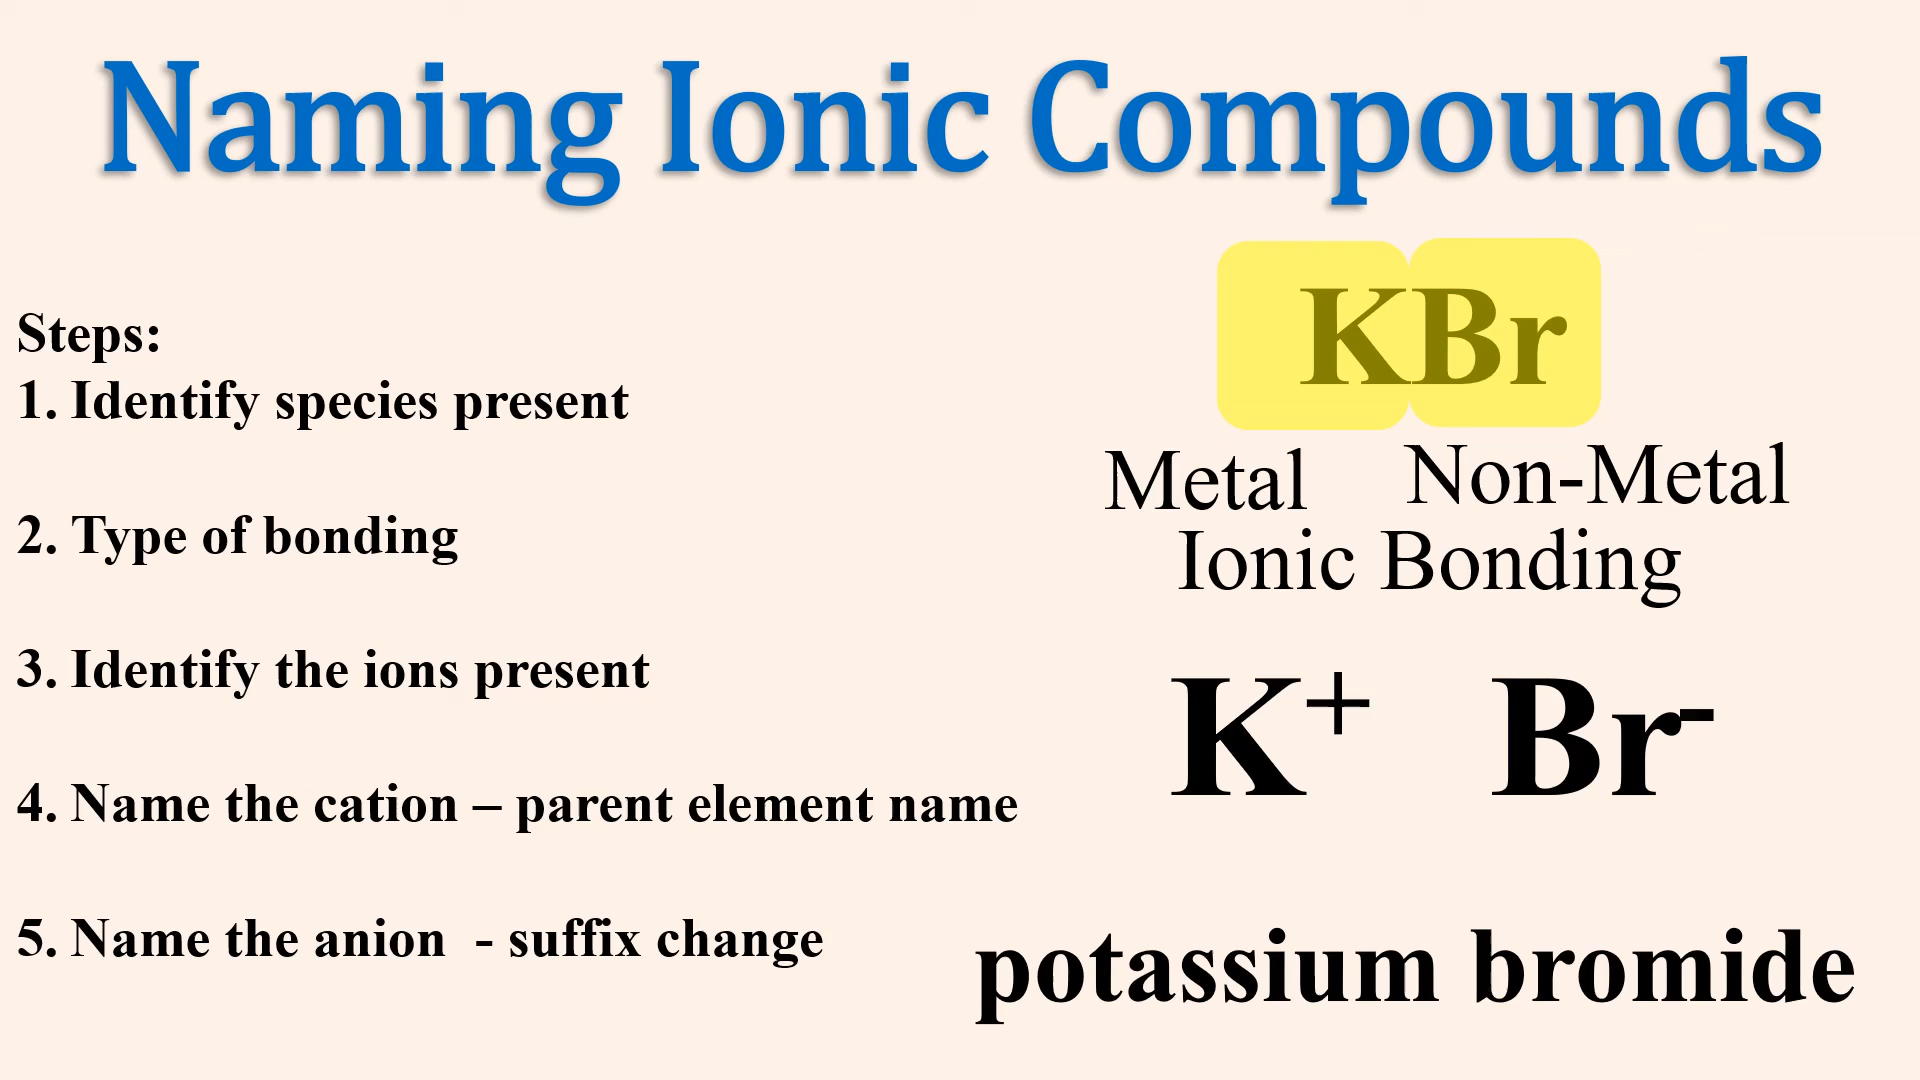 Naming Ionic Compounds
Steps:
1. Identify species present
2. Type of bonding
3. Identify the ions present
4. Name the cation – parent element name
5. Name the anion  - suffix change
KBr
Metal Non-Metal
Ionic Bonding
K⁺ Br⁻
potassium bromide